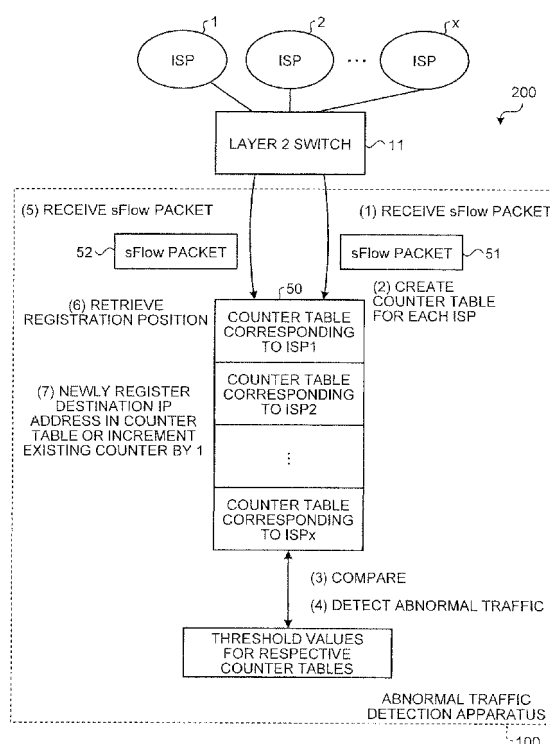 1
2
x
ISP
ISP
...
ISP
200
LAYER 2 SWITCH
11
(5) RECEIVE sFlow PACKET
(1) RECEIVE sFlow PACKET
52
sFlow PACKET
sFlow PACKET
51
50
(6) RETRIEVE
REGISTRATION POSITION
(2) CREATE
COUNTER TABLE
FOR EACH ISP
COUNTER TABLE
CORRESPONDING
TO ISP1
(7) NEWLY REGISTER
DESTINATION IP
ADDRESS IN COUNTER
TABLE OR INCREMENT
EXISTING COUNTER BY 1
COUNTER TABLE
CORRESPONDING
TO ISP2
⋮
COUNTER TABLE
CORRESPONDING
TO ISPx
(3) COMPARE
(4) DETECT ABNORMAL TRAFFIC
THRESHOLD VALUES
FOR RESPECTIVE
COUNTER TABLES
ABNORMAL TRAFFIC
DETECTION APPARATUS
100